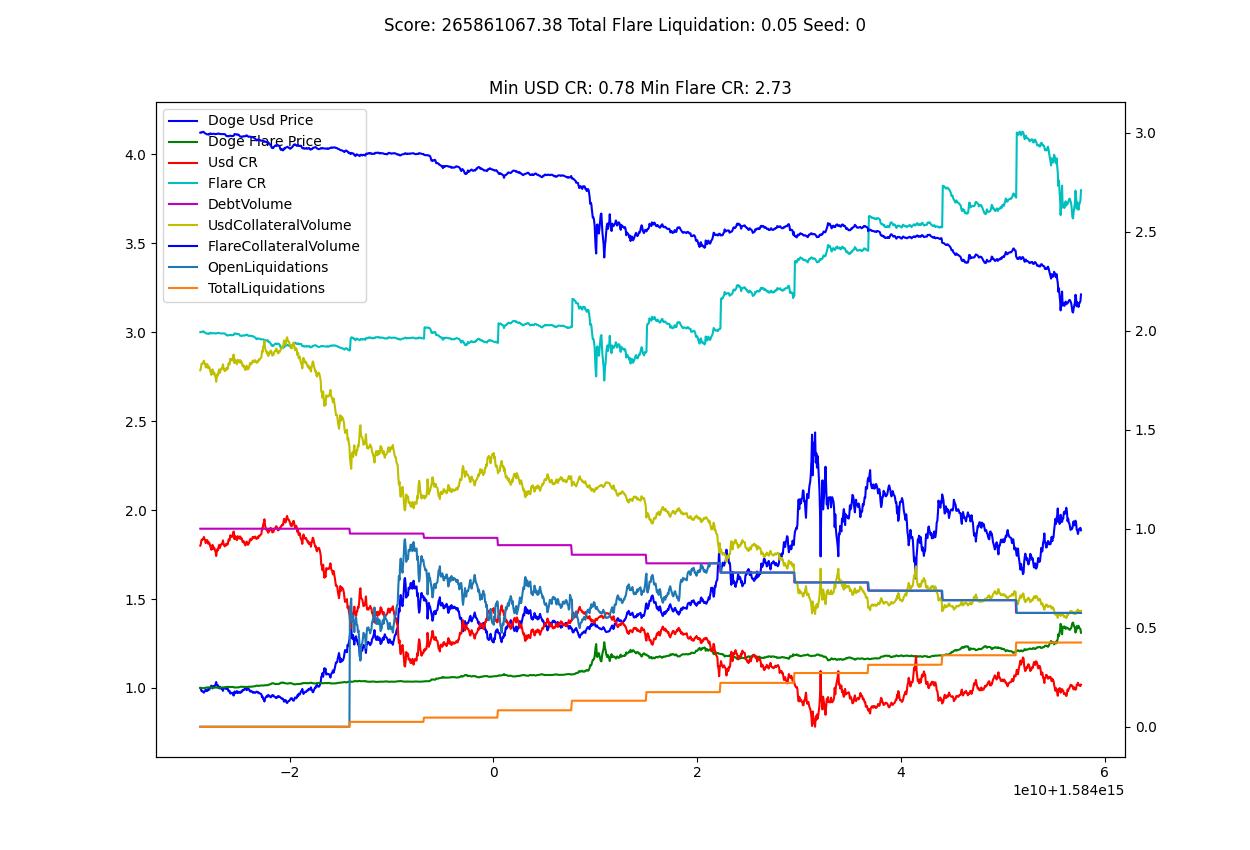 Score: 265861067.38 Total Flare Liquidation: 0.05 Seed: 0
Min USD CR: 0.78 Min Flare CR: 2.73
Doge Usd Price
Doge Flare Price
Usd CR
Flare CR
DebtVolume
UsdCollateralVolume
FlareCollateralVolume
OpenLiquidations
TotalLiquidations
4.0
3.5
3.0
2.5
2.0
1.5
1.0
3.0
2.5
2.0
1.5
1.0
0.5
0.0
−2 0 2 4 6
1e10+1.584e15